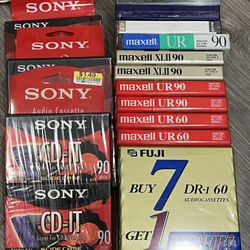 SONY
SONY
SONY
$1.49
Audio Cassette
SONY
CD-IT
90
SONY
CD-IT
90
maxell UR 90
maxell XLII 90
maxell XLII 90
maxell UR 90
maxell UR 90
maxell UR 60
maxell UR 60
FUJI
BUY 7 DR-I 60
AUDIOCASSETTES
GET 1